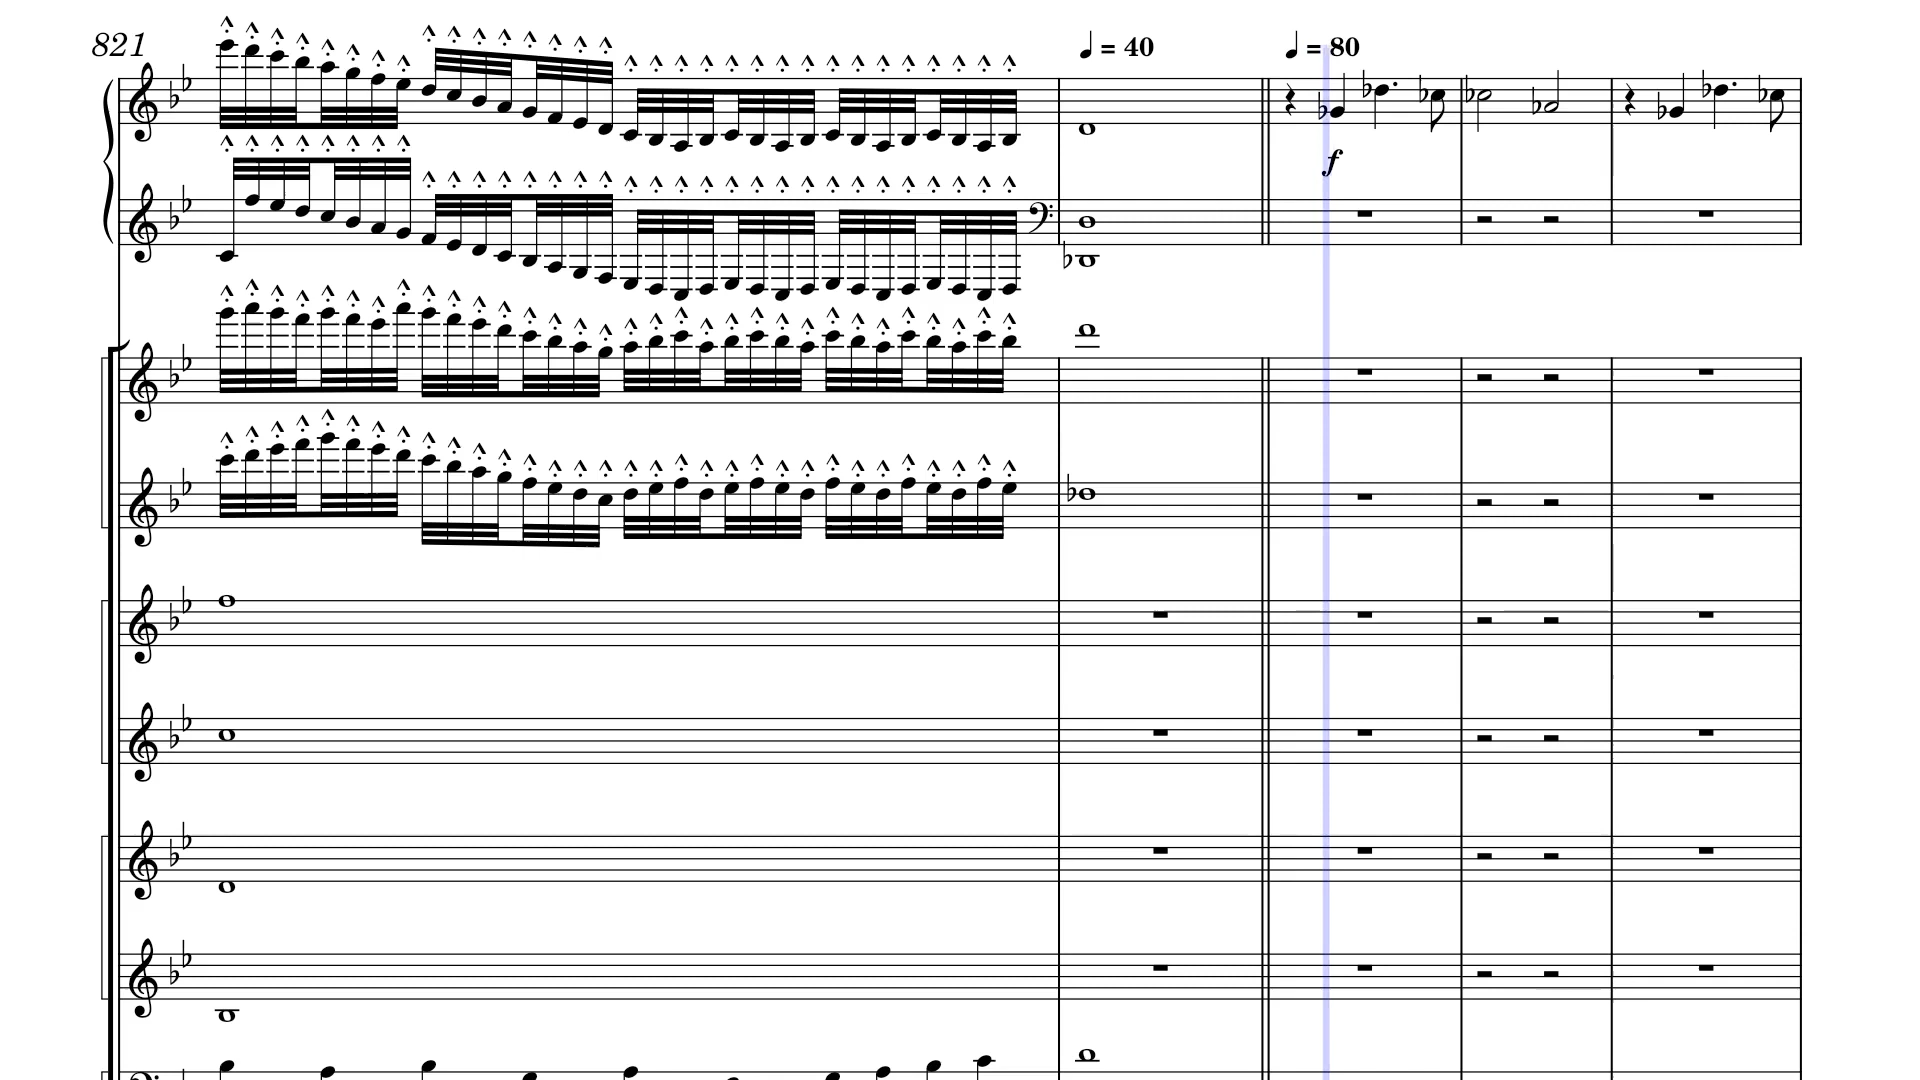 821
♩ = 40
♩ = 80
f